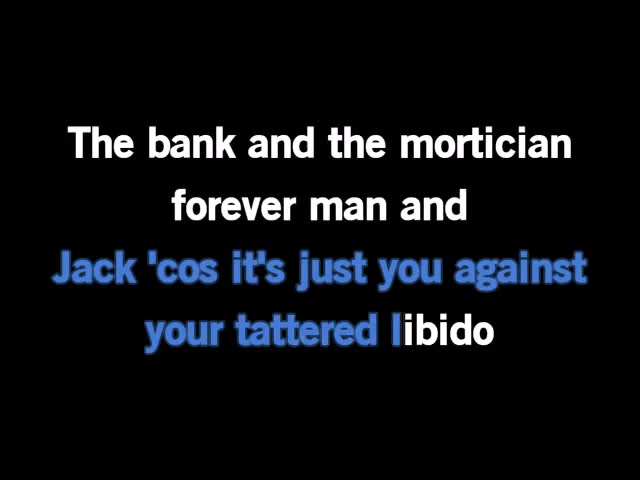 The bank and the mortician
forever man and
Jack 'cos it's just you against
your tattered libido